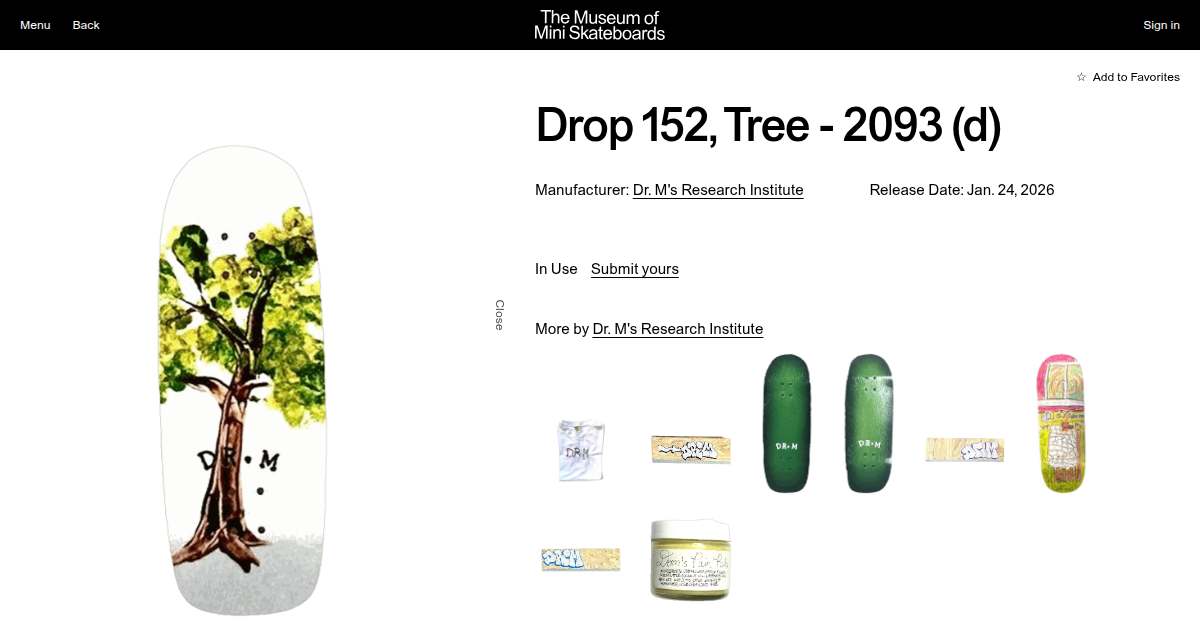 Menu
Back
The Museum of
Mini Skateboards
Sign in
☆ Add to Favorites
Drop 152, Tree - 2093 (d)
Manufacturer: Dr. M's Research Institute
Release Date: Jan. 24, 2026
In Use Submit yours
Close
More by Dr. M's Research Institute
DR•M
DR M
DR•M
DR•M